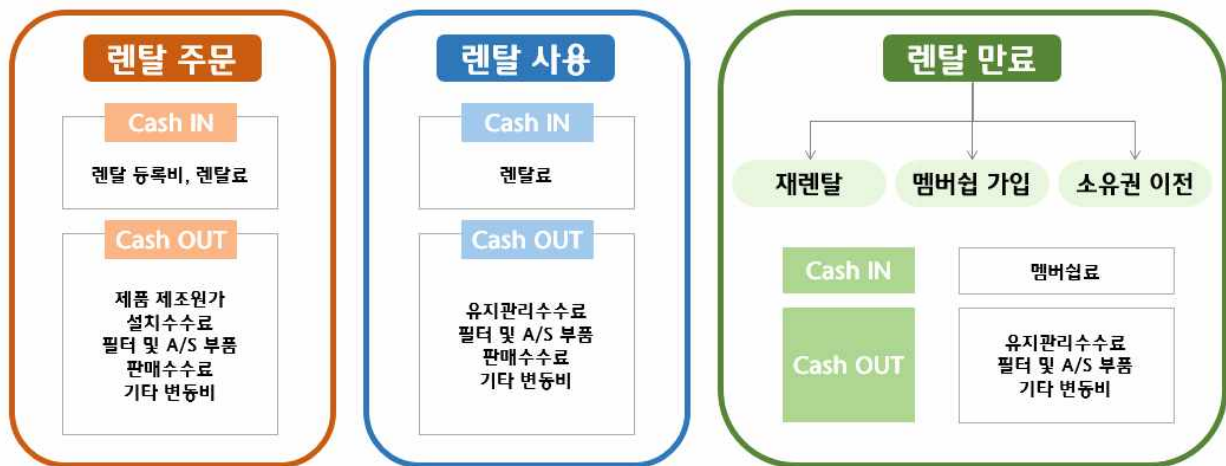 렌탈 주문
Cash IN
렌탈 등록비, 렌탈료
Cash OUT
제품 제조원가
설치수수료
필터 및 A/S 부품
판매수수료
기타 변동비
렌탈 사용
Cash IN
렌탈료
Cash OUT
유지관리수수료
필터 및 A/S 부품
판매수수료
기타 변동비
렌탈 만료
재렌탈
멤버쉽 가입
소유권 이전
Cash IN
멤버쉽료
Cash OUT
유지관리수수료
필터 및 A/S 부품
기타 변동비